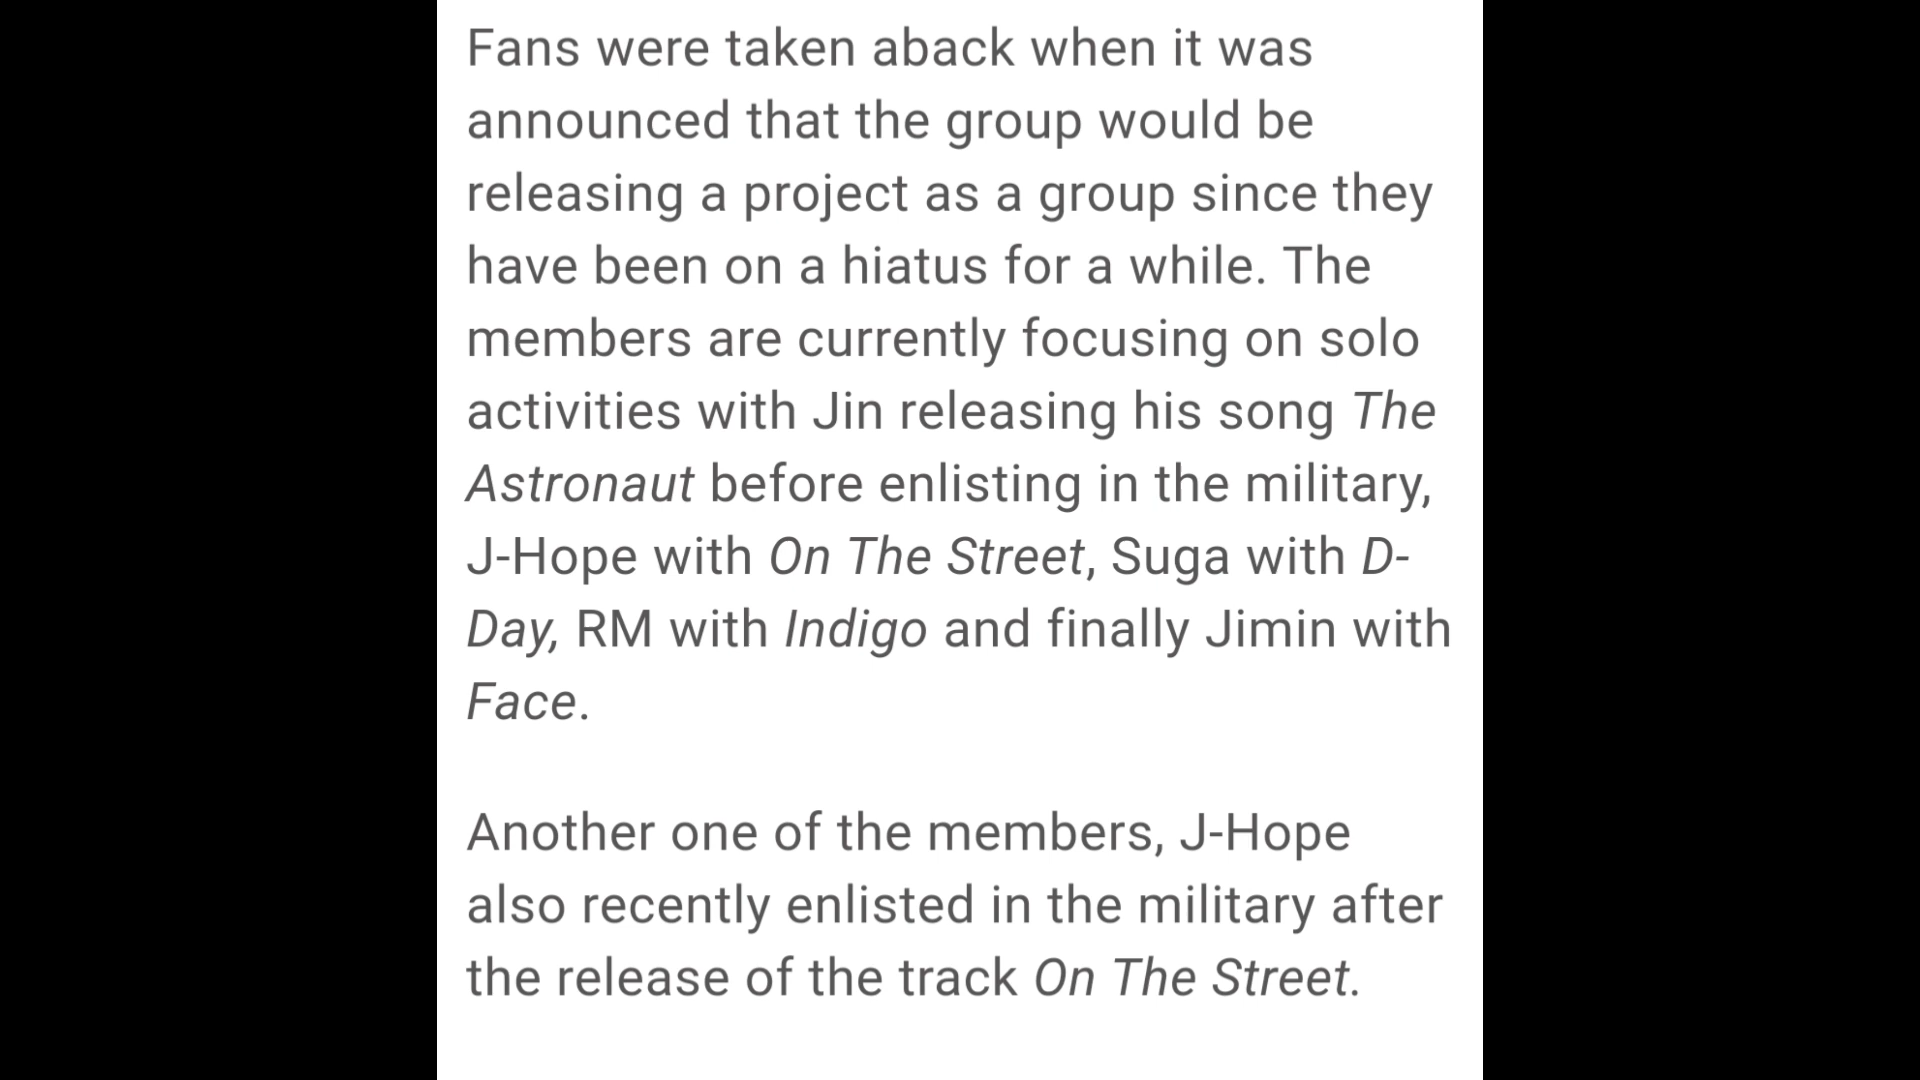 Fans were taken aback when it was
announced that the group would be
releasing a project as a group since they
have been on a hiatus for a while. The
members are currently focusing on solo
activities with Jin releasing his song The
Astronaut before enlisting in the military,
J-Hope with On The Street, Suga with D-
Day, RM with Indigo and finally Jimin with
Face.
Another one of the members, J-Hope
also recently enlisted in the military after
the release of the track On The Street.